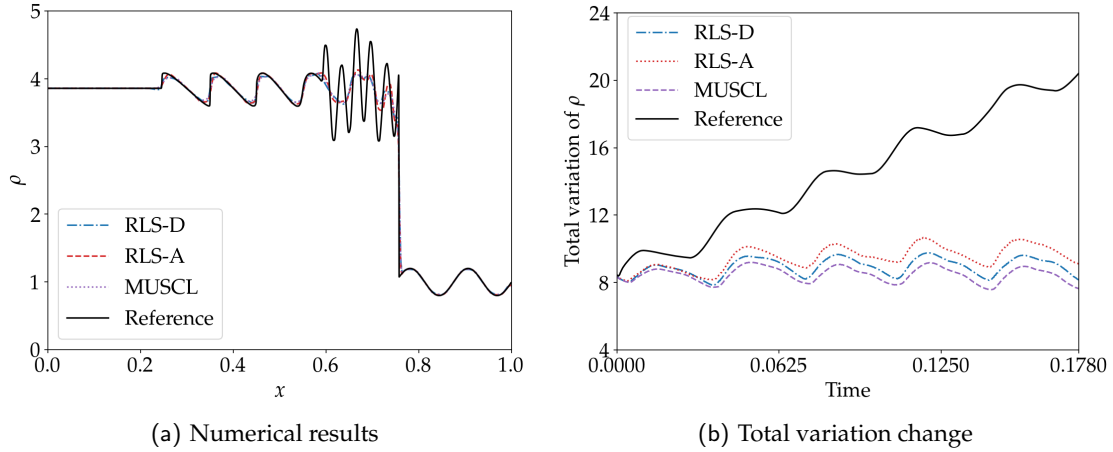 5
4
3
2
1
0
ρ
RLS-D
RLS-A
MUSCL
Reference
0.0 0.2 0.4 0.6 0.8 1.0
x
(a) Numerical results
24
20
16
12
8
4
Total variation of ρ
RLS-D
RLS-A
MUSCL
Reference
0.0000 0.0625 0.1250 0.1780
Time
(b) Total variation change